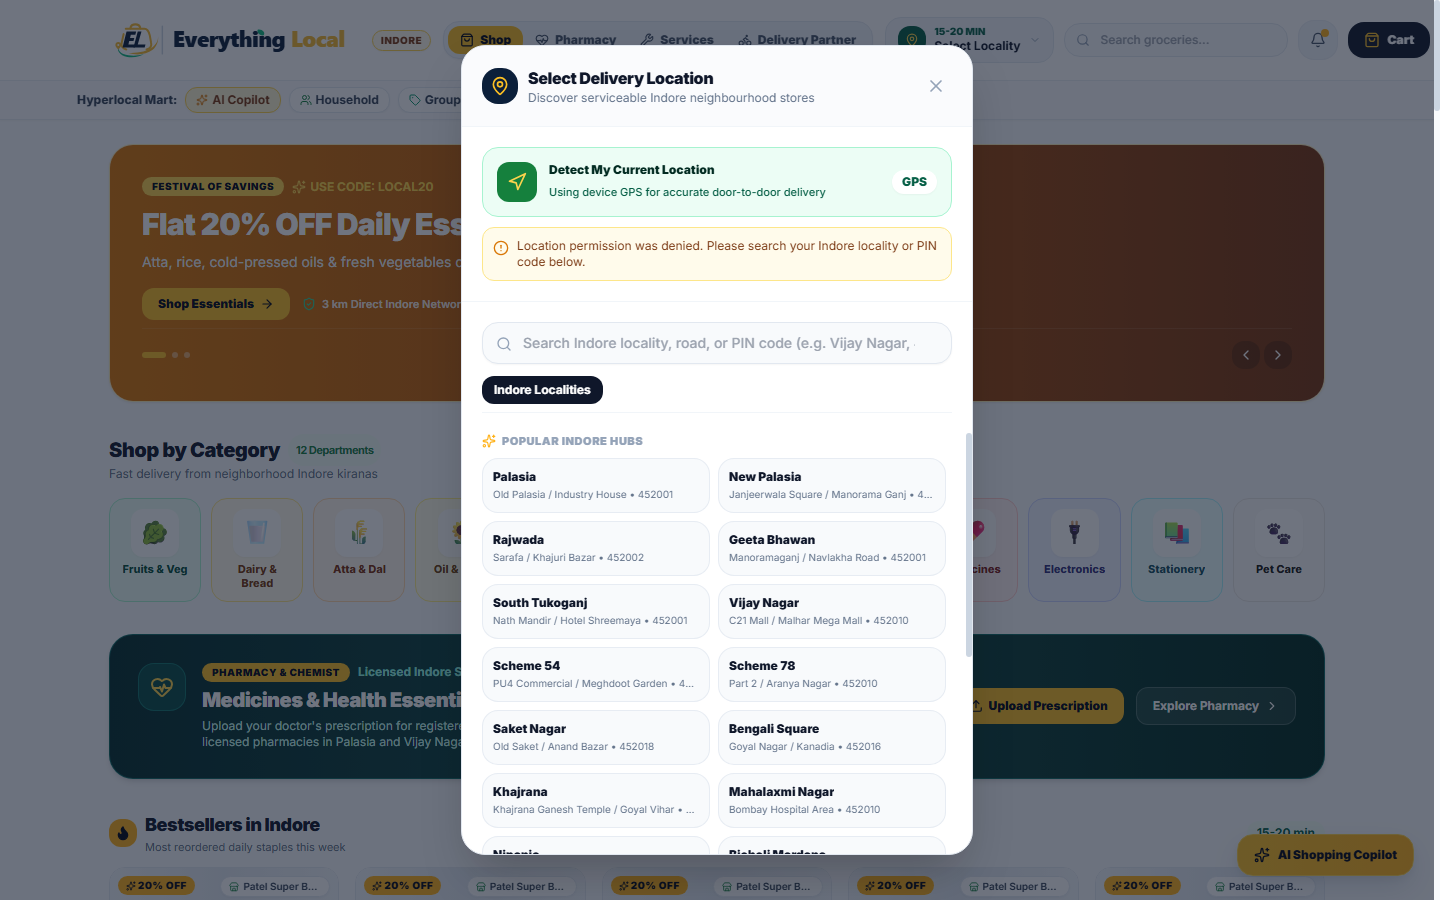 EL
Everything Local
INDORE
Shop
Pharmacy
Services
Delivery Partner
15-20 MIN
Select Locality
Search groceries...
Cart
Hyperlocal Mart:
AI Copilot
Household
Group
Select Delivery Location
Discover serviceable Indore neighbourhood stores
Detect My Current Location
Using device GPS for accurate door-to-door delivery
GPS
Location permission was denied. Please search your Indore locality or PIN
code below.
Search Indore locality, road, or PIN code (e.g. Vijay Nagar,
Indore Localities
POPULAR INDORE HUBS
Palasia
Old Palasia / Industry House • 452001
New Palasia
Janjeerwala Square / Manorama Ganj • 4...
Rajwada
Sarafa / Khajuri Bazar • 452002
Geeta Bhawan
Manoramaganj / Navlakha Road • 452001
South Tukoganj
Nath Mandir / Hotel Shreemaya • 452001
Vijay Nagar
C21 Mall / Malhar Mega Mall • 452010
Scheme 54
PU4 Commercial / Meghdoot Garden • 4...
Scheme 78
Part 2 / Aranya Nagar • 452010
Saket Nagar
Old Saket / Anand Bazar • 452018
Bengali Square
Goyal Nagar / Kanadia • 452016
Khajrana
Khajrana Ganesh Temple / Goyal Vihar • ...
Mahalaxmi Nagar
Bombay Hospital Area • 452010
FESTIVAL OF SAVINGS
USE CODE: LOCAL20
Flat 20% OFF Daily Ess
Atta, rice, cold-pressed oils & fresh vegetables
Shop Essentials
3 km Direct Indore Networ
Shop by Category
12 Departments
Fast delivery from neighborhood Indore kiranas
Fruits & Veg
Dairy &
Bread
Atta & Dal
Oil &
cines
Electronics
Stationery
Pet Care
PHARMACY & CHEMIST
Licensed Indore S
Medicines & Health Essenti
Upload your doctor's prescription for registere
licensed pharmacies in Palasia and Vijay Naga
Upload Prescription
Explore Pharmacy
Bestsellers in Indore
Most reordered daily staples this week
15-20 min
AI Shopping Copilot
20% OFF
Patel Super B...
20% OFF
Patel Super B...
20% OFF
Patel Super B...
20% OFF
Patel Super B...
20% OFF
Patel Super B...